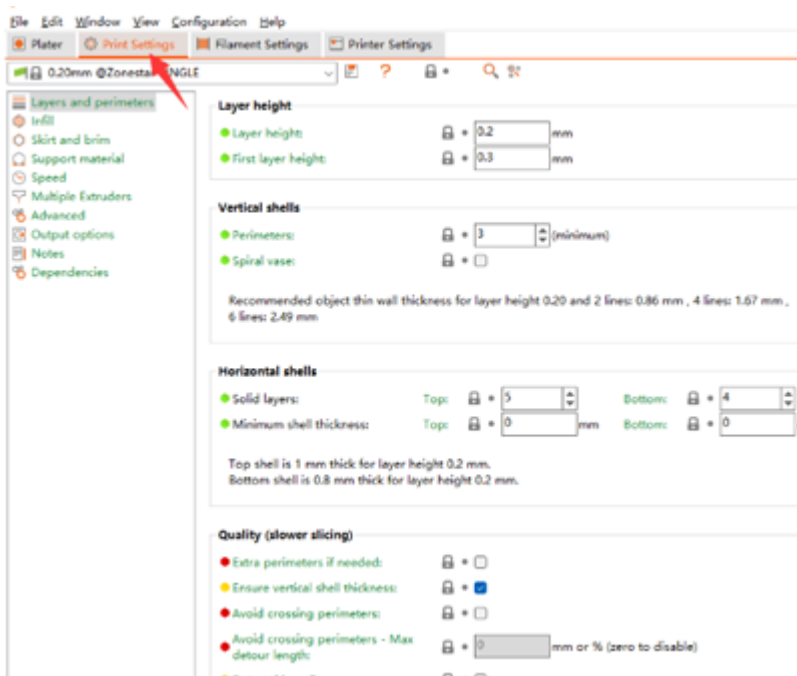 File Edit Window View Configuration Help
Plater Print Settings Filament Settings Printer Settings
0.20mm @Zonestar NGLE
Layers and perimeters
Infill
Skirt and brim
Support material
Speed
Multiple Extruders
Advanced
Output options
Notes
Dependencies
Layer height
Layer height: 0.2 mm
First layer height: 0.3 mm
Vertical shells
Perimeters: 3 (minimum)
Spiral vase:
Recommended object thin wall thickness for layer height 0.20 and 2 lines: 0.86 mm , 4 lines: 1.67 mm ,
6 lines: 2.49 mm
Horizontal shells
Solid layers: Top: 5 Bottom: 4
Minimum shell thickness: Top: 0 mm Bottom: 0
Top shell is 1 mm thick for layer height 0.2 mm.
Bottom shell is 0.8 mm thick for layer height 0.2 mm.
Quality (slower slicing)
Extra perimeters if needed:
Ensure vertical shell thickness:
Avoid crossing perimeters:
Avoid crossing perimeters - Max
detour length: 0 mm or % (zero to disable)